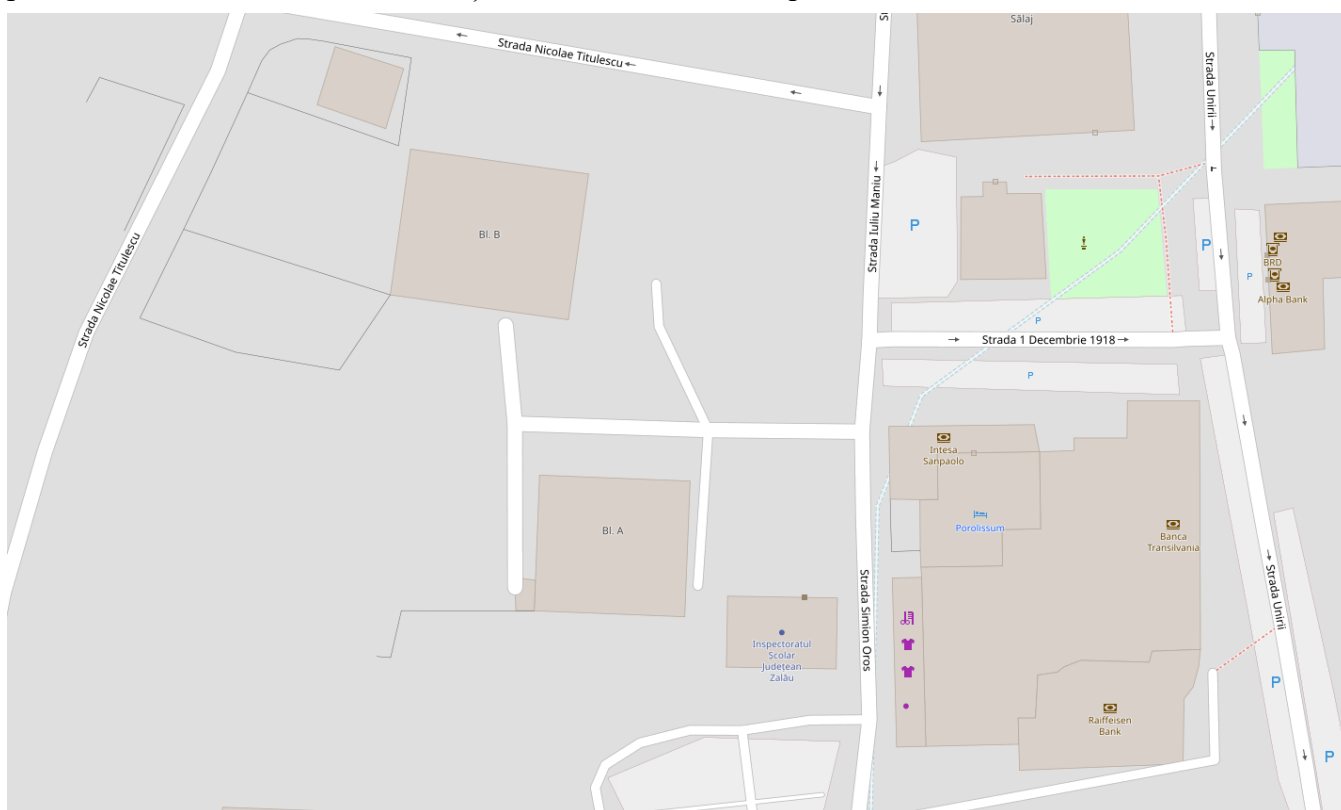 Sălaj
Strada Nicolae Titulescu
Strada Unirii
Strada Iuliu Maniu
P
Bl. B
P
P
BRD
P
Alpha Bank
Strada Nicolae Titulescu
P
Strada 1 Decembrie 1918
P
Intesa
Sanpaolo
Porolissum
Bl. A
Banca
Transilvania
Strada Simion Oros
Strada Unirii
Inspectoratul
Școlar
Județean
Zalău
P
Raiffeisen
Bank
P